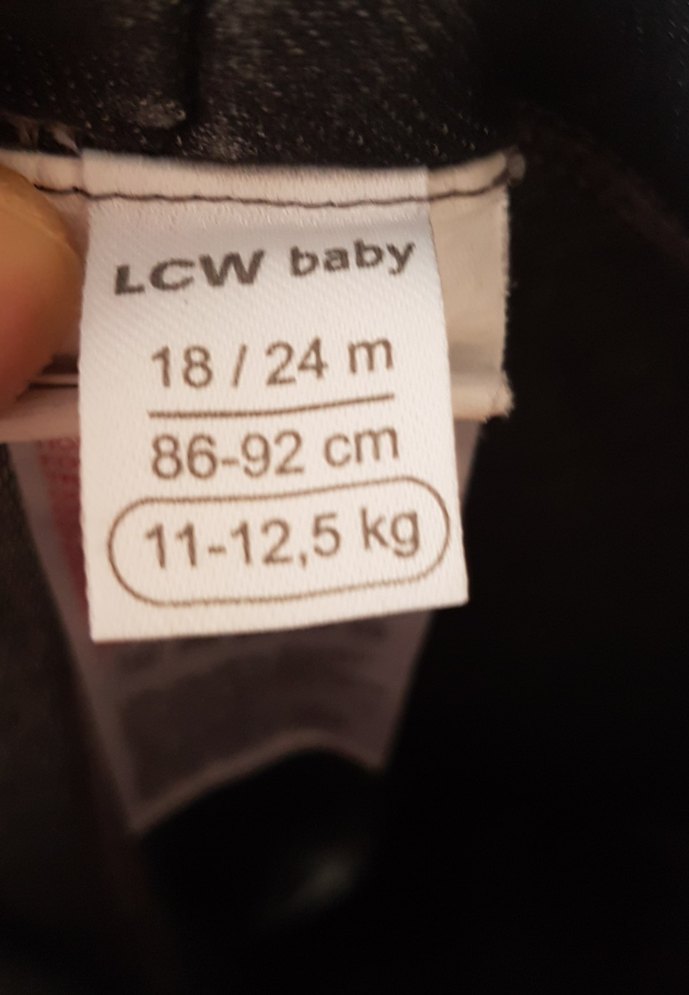 LCW baby
18 / 24 m
86-92 cm
11-12,5 kg